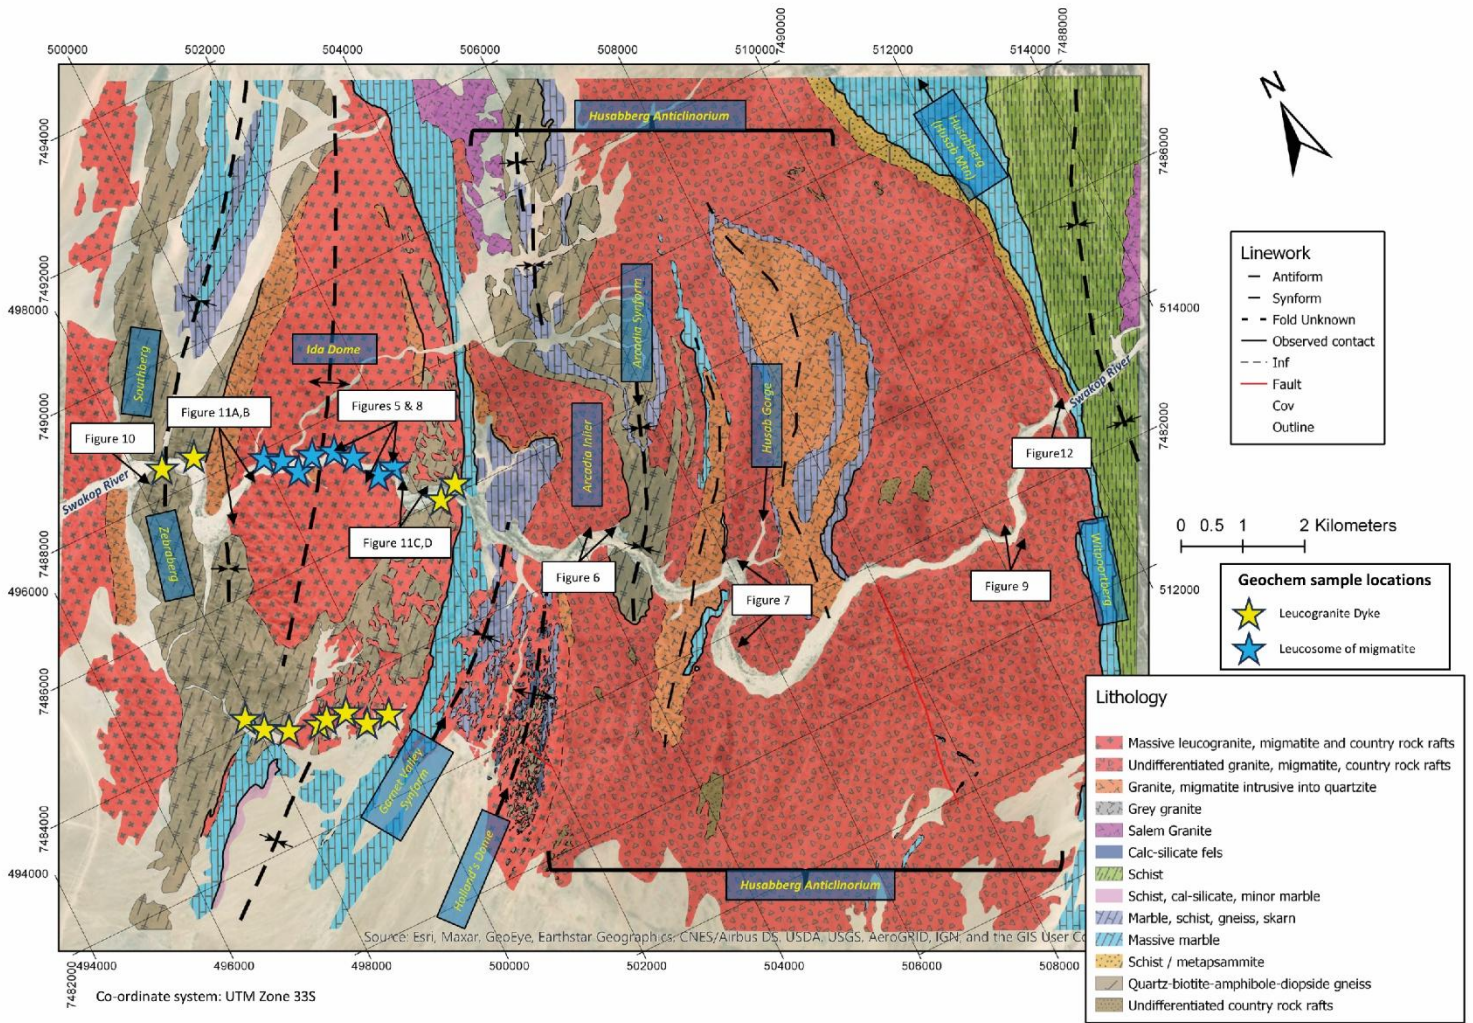 500000
502000
504000
506000
508000
510000
7490000
512000
514000
7488000
7494000
7492000
498000
7490000
7488000
496000
7486000
7484000
494000
7482000
7486000
514000
7482000
512000
494000
496000
498000
500000
502000
504000
506000
508000
Husabberg Anticlinorium
Husabberg
(Husab Mtn)
Southberg
Ida Dome
Arcadia Synform
Figure 11A,B
Figures 5 & 8
Figure 10
Swakop River
Arcadia Inlier
Husab Gorge
Figure12
Swakop River
Zebraberg
Figure 11C,D
Figure 6
Figure 7
Figure 9
Witpoortberg
Garnet Valley
Synform
Holland's Dome
Husabberg Anticlinorium
Source: Esri, Maxar, GeoEye, Earthstar Geographics, CNES/Airbus DS, USDA, USGS, AeroGRID, IGN, and the GIS User Co
Co-ordinate system: UTM Zone 33S
N
Linework
Antiform
Synform
Fold Unknown
Observed contact
Inf
Fault
Cov
Outline
0 0.5 1 2 Kilometers
Geochem sample locations
Leucogranite Dyke
Leucosome of migmatite
Lithology
Massive leucogranite, migmatite and country rock rafts
Undifferentiated granite, migmatite, country rock rafts
Granite, migmatite intrusive into quartzite
Grey granite
Salem Granite
Calc-silicate fels
Schist
Schist, cal-silicate, minor marble
Marble, schist, gneiss, skarn
Massive marble
Schist / metapsammite
Quartz-biotite-amphibole-diopside gneiss
Undifferentiated country rock rafts